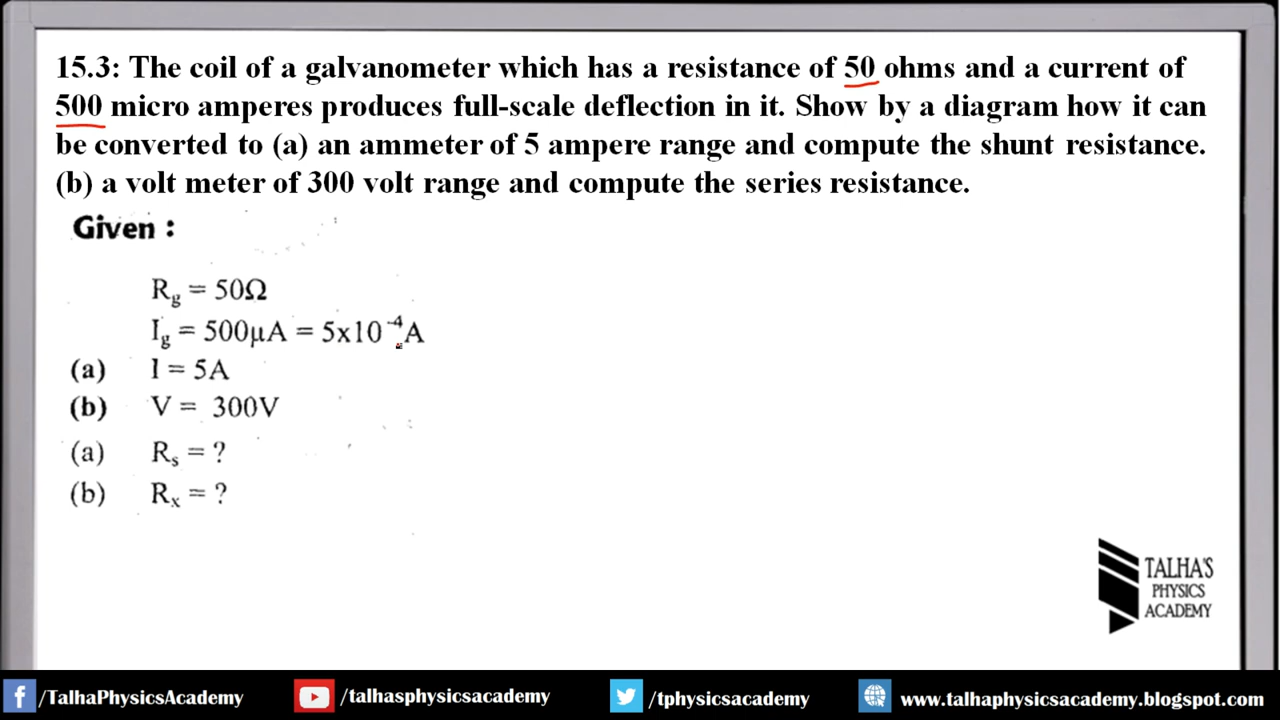 15.3: The coil of a galvanometer which has a resistance of 50 ohms and a current of
500 micro amperes produces full-scale deflection in it. Show by a diagram how it can
be converted to (a) an ammeter of 5 ampere range and compute the shunt resistance.
(b) a volt meter of 300 volt range and compute the series resistance.
Given :
Rg = 50Ω
Ig = 500μA = 5x10⁻⁴A
(a) I = 5A
(b) V = 300V
(a) Rs = ?
(b) Rx = ?
TALHA'S
PHYSICS
ACADEMY
/TalhaPhysicsAcademy /talhasphysicsacademy /tphysicsacademy www.talhaphysicsacademy.blogspot.com